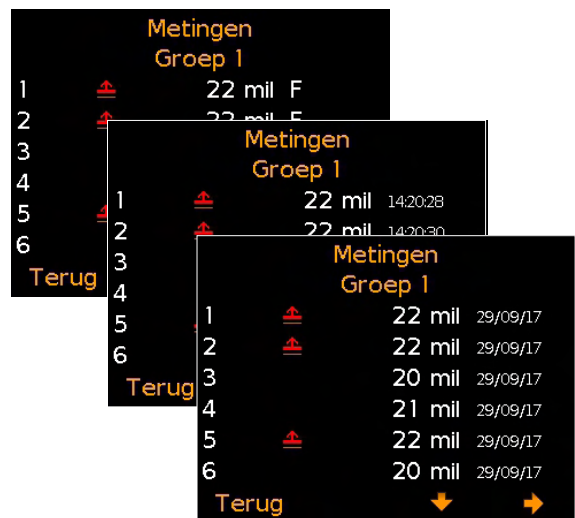 Metingen
Groep 1
1 22 mil F
2 22 mil F
3
4
5
6
Terug
Metingen
Groep 1
1 22 mil 14:20:28
2 22 mil 14:20:30
3
4
5
6
Terug
Metingen
Groep 1
1 22 mil 29/09/17
2 22 mil 29/09/17
3 20 mil 29/09/17
4 21 mil 29/09/17
5 22 mil 29/09/17
6 20 mil 29/09/17
Terug